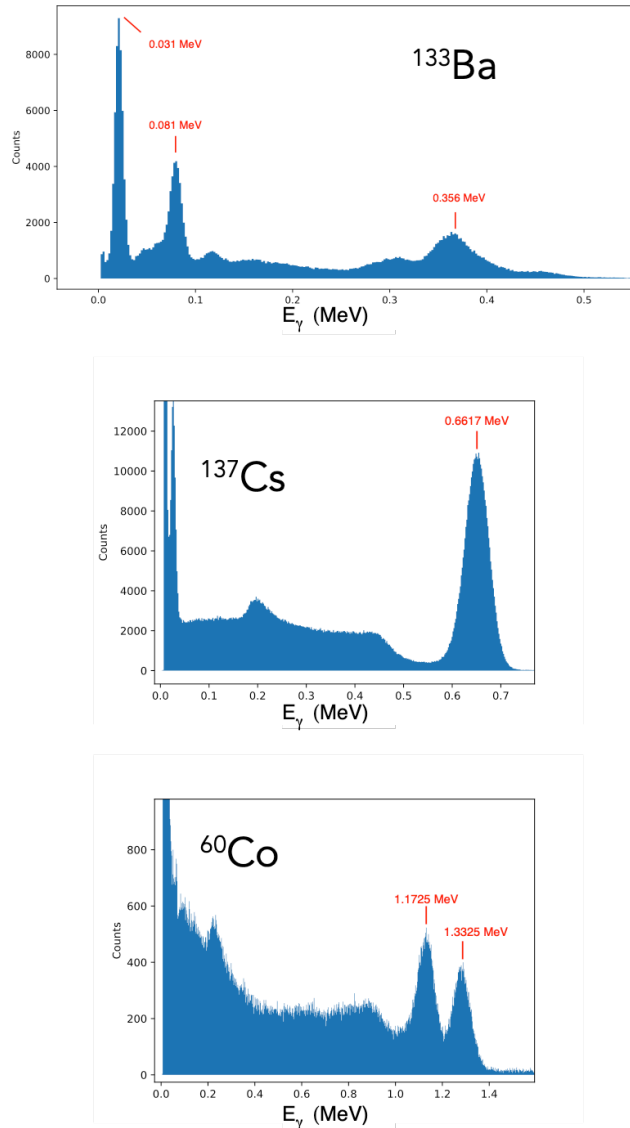 0.031 MeV
¹³³Ba
0.081 MeV
0.356 MeV
Counts
8000
6000
4000
2000
0
0.0 0.1 0.2 0.3 0.4 0.5
Eγ (MeV)
0.6617 MeV
¹³⁷Cs
Counts
12000
10000
8000
6000
4000
2000
0
0.0 0.1 0.2 0.3 0.4 0.5 0.6 0.7
Eγ (MeV)
⁶⁰Co
1.1725 MeV
1.3325 MeV
Counts
800
600
400
200
0
0.0 0.2 0.4 0.6 0.8 1.0 1.2 1.4
Eγ (MeV)